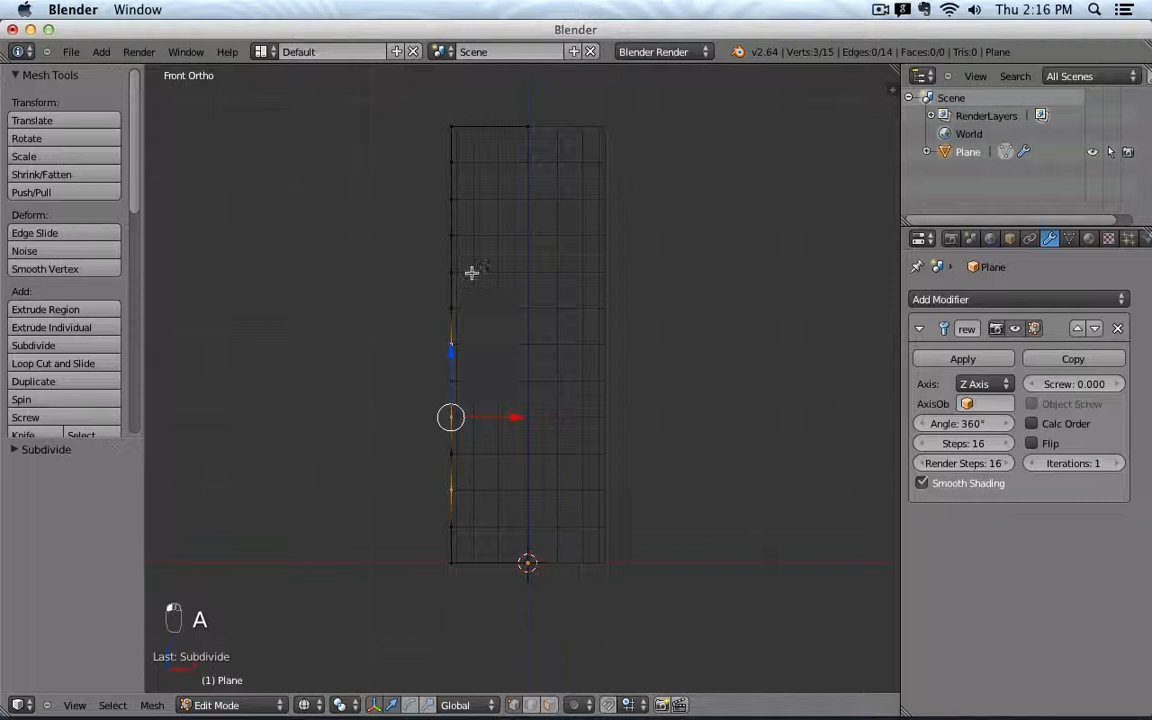 Blender Window Thu 2:16 PM
Blender
File Add Render Window Help Default Scene Blender Render v2.64 | Verts:3/15 | Edges:0/14 | Faces:0/0 | Tris:0 | Plane
Mesh Tools
Transform:
Translate
Rotate
Scale
Shrink/Fatten
Push/Pull
Deform:
Edge Slide
Noise
Smooth Vertex
Add:
Extrude Region
Extrude Individual
Subdivide
Loop Cut and Slide
Duplicate
Spin
Screw
Knife Select
Subdivide
Front Ortho
A
Last: Subdivide
(1) Plane
View Select Mesh Edit Mode Global
View Search All Scenes
Scene
RenderLayers
World
Plane
Plane
Add Modifier
rew
Apply Copy
Axis: Z Axis Screw: 0.000
AxisOb Object Screw
Angle: 360° Calc Order
Steps: 16 Flip
Render Steps: 16 Iterations: 1
Smooth Shading